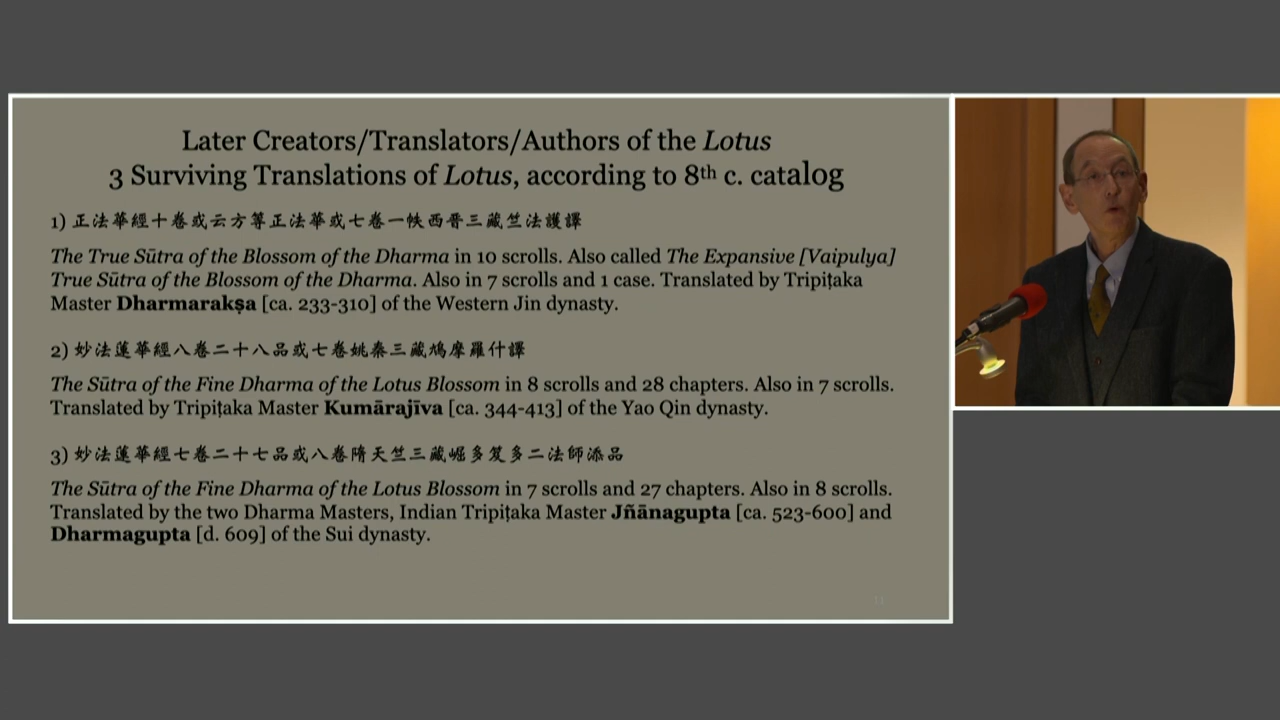 Later Creators/Translators/Authors of the Lotus
3 Surviving Translations of Lotus, according to 8th c. catalog
1) 正法華經十卷或云方等正法華或七卷一帙西晉三藏竺法護譯
The True Sūtra of the Blossom of the Dharma in 10 scrolls. Also called The Expansive [Vaipulya]
True Sūtra of the Blossom of the Dharma. Also in 7 scrolls and 1 case. Translated by Tripiṭaka
Master Dharmarakṣa [ca. 233-310] of the Western Jin dynasty.
2) 妙法蓮華經八卷二十八品或七卷姚秦三藏鳩摩羅什譯
The Sūtra of the Fine Dharma of the Lotus Blossom in 8 scrolls and 28 chapters. Also in 7 scrolls.
Translated by Tripiṭaka Master Kumārajīva [ca. 344-413] of the Yao Qin dynasty.
3) 妙法蓮華經七卷二十七品或八卷隋天竺三藏崛多笈多二法師添品
The Sūtra of the Fine Dharma of the Lotus Blossom in 7 scrolls and 27 chapters. Also in 8 scrolls.
Translated by the two Dharma Masters, Indian Tripiṭaka Master Jñānagupta [ca. 523-600] and
Dharmagupta [d. 609] of the Sui dynasty.
11